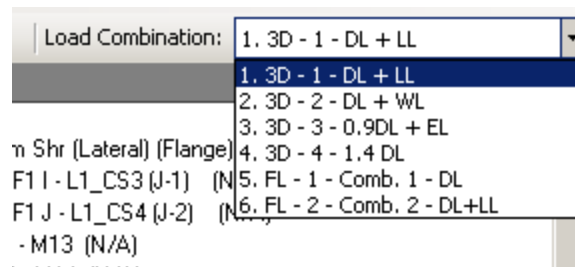 Load Combination: 1. 3D - 1 - DL + LL
1. 3D - 1 - DL + LL
2. 3D - 2 - DL + WL
3. 3D - 3 - 0.9DL + EL
4. 3D - 4 - 1.4 DL
5. FL - 1 - Comb. 1 - DL
6. FL - 2 - Comb. 2 - DL+LL
Shr (Lateral) (Flange)
F1 I - L1_CS3 (J-1)
F1 J - L1_CS4 (J-2)
- M13 (N/A)